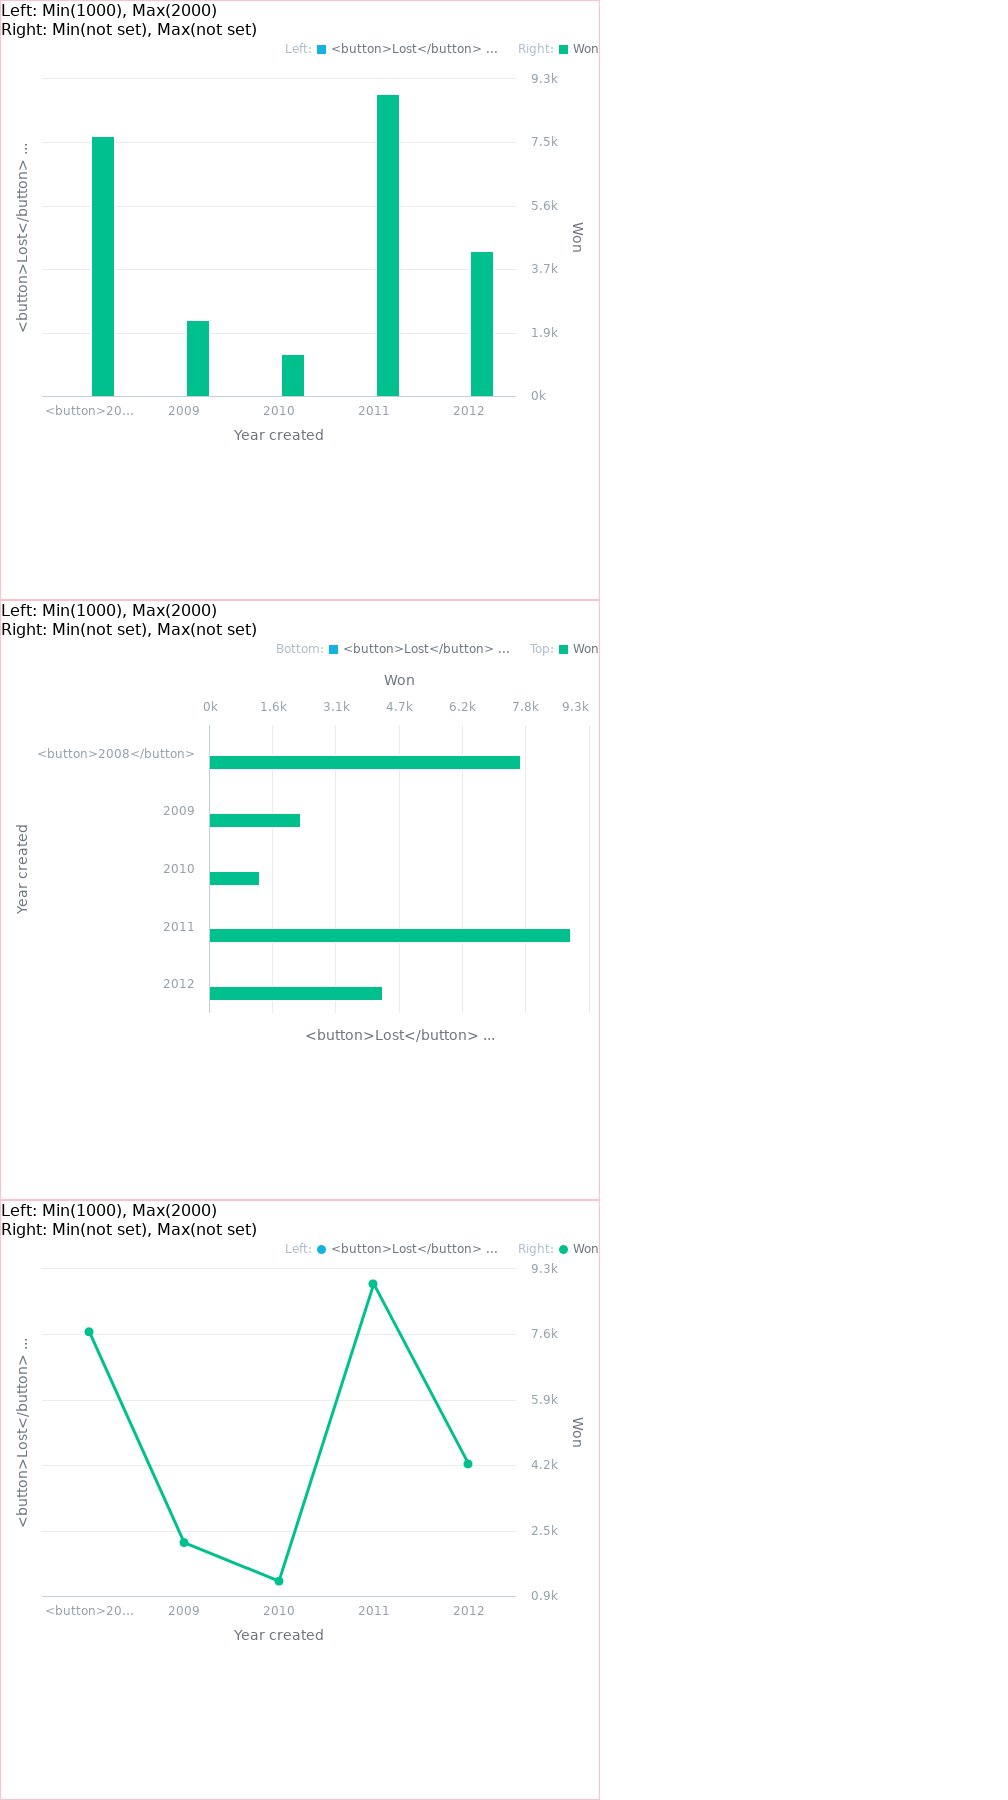 Left: Min(1000), Max(2000)
Right: Min(not set), Max(not set)
Left: <button>Lost</button> ... Right: Won
9.3k
7.5k
5.6k
3.7k
1.9k
0k
<button>Lost</button> ...
Won
<button>20... 2009 2010 2011 2012
Year created
Left: Min(1000), Max(2000)
Right: Min(not set), Max(not set)
Bottom: <button>Lost</button> ... Top: Won
Won
0k 1.6k 3.1k 4.7k 6.2k 7.8k 9.3k
<button>2008</button>
2009
2010
2011
2012
Year created
<button>Lost</button> ...
Left: Min(1000), Max(2000)
Right: Min(not set), Max(not set)
Left: <button>Lost</button> ... Right: Won
9.3k
7.6k
5.9k
4.2k
2.5k
0.9k
<button>Lost</button> ...
Won
<button>20... 2009 2010 2011 2012
Year created